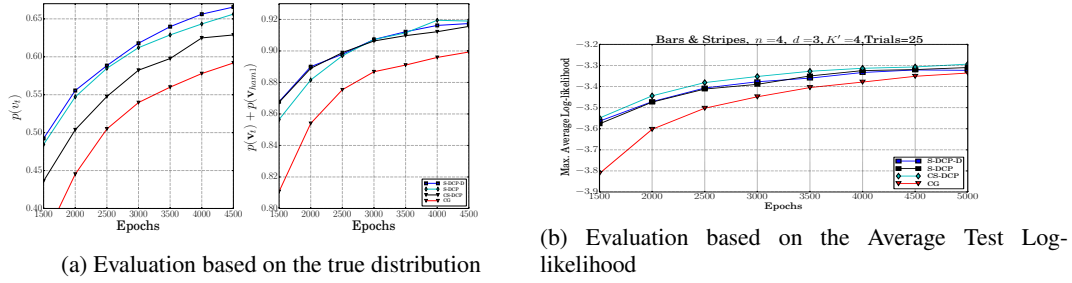 0.65
0.60
0.55
0.50
0.45
0.40
p(v_t)
1500 2000 2500 3000 3500 4000 4500
Epochs
0.92
0.90
0.88
0.86
0.84
0.82
0.80
p(v_t) + p(v_ham1)
S-DCP-D
S-DCP
CS-DCP
CG
1500 2000 2500 3000 3500 4000 4500
Epochs
(a) Evaluation based on the true distribution
Bars & Stripes, n =4, d =3,K' =4,Trials=25
−3.2
−3.3
−3.4
−3.5
−3.6
−3.7
−3.8
−3.9
Max. Average Log-likelihood
S-DCP-D
S-DCP
CS-DCP
CG
1500 2000 2500 3000 3500 4000 4500 5000
Epochs
(b) Evaluation based on the Average Test Log-
likelihood